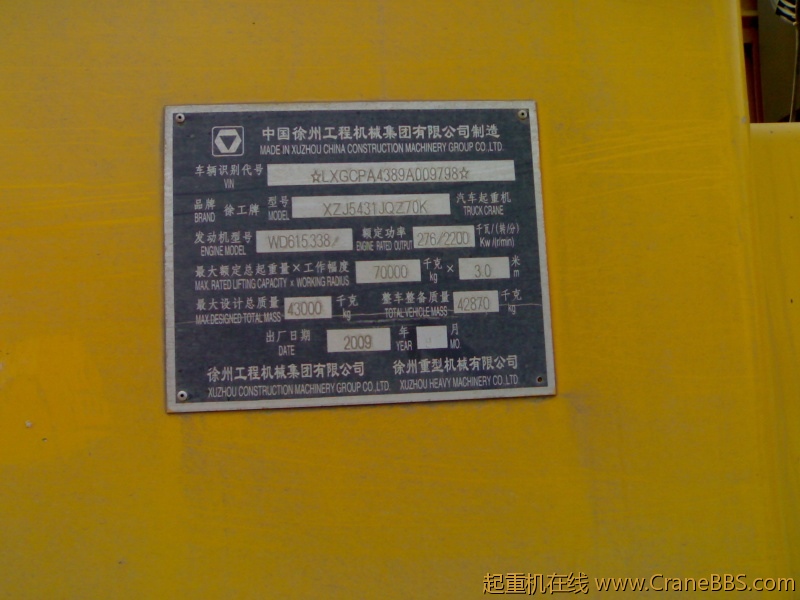 中国徐州工程机械集团有限公司制造
MADE IN XUZHOU CHINA CONSTRUCTION MACHINERY GROUP CO.,LTD.
车辆识别代号 VIN ☆LXGCPA4389A009798☆
品牌 BRAND 徐工牌 型号 MODEL XZJ5431JQZ70K 汽车起重机 TRUCK CRANE
发动机型号 ENGINE MODEL WD615.338/ 额定功率 ENGINE RATED OUTPUT 276/2200 千瓦/(转/分) Kw/(r/min)
最大额定总起重量×工作幅度 MAX. RATED LIFTING CAPACITY × WORKING RADIUS 70000 千克 kg × 3.0 米 m
最大设计总质量 MAX.DESIGNED TOTAL MASS 43000 千克 kg 整车整备质量 TOTAL VEHICLE MASS 42870 千克 kg
出厂日期 DATE 2009 年 YEAR 月 MO
徐州工程机械集团有限公司 徐州重型机械有限公司
XUZHOU CONSTRUCTION MACHINERY GROUP CO.,LTD. XUZHOU HEAVY MACHINERY CO.,LTD.
起重机在线 www.CraneBBS.com